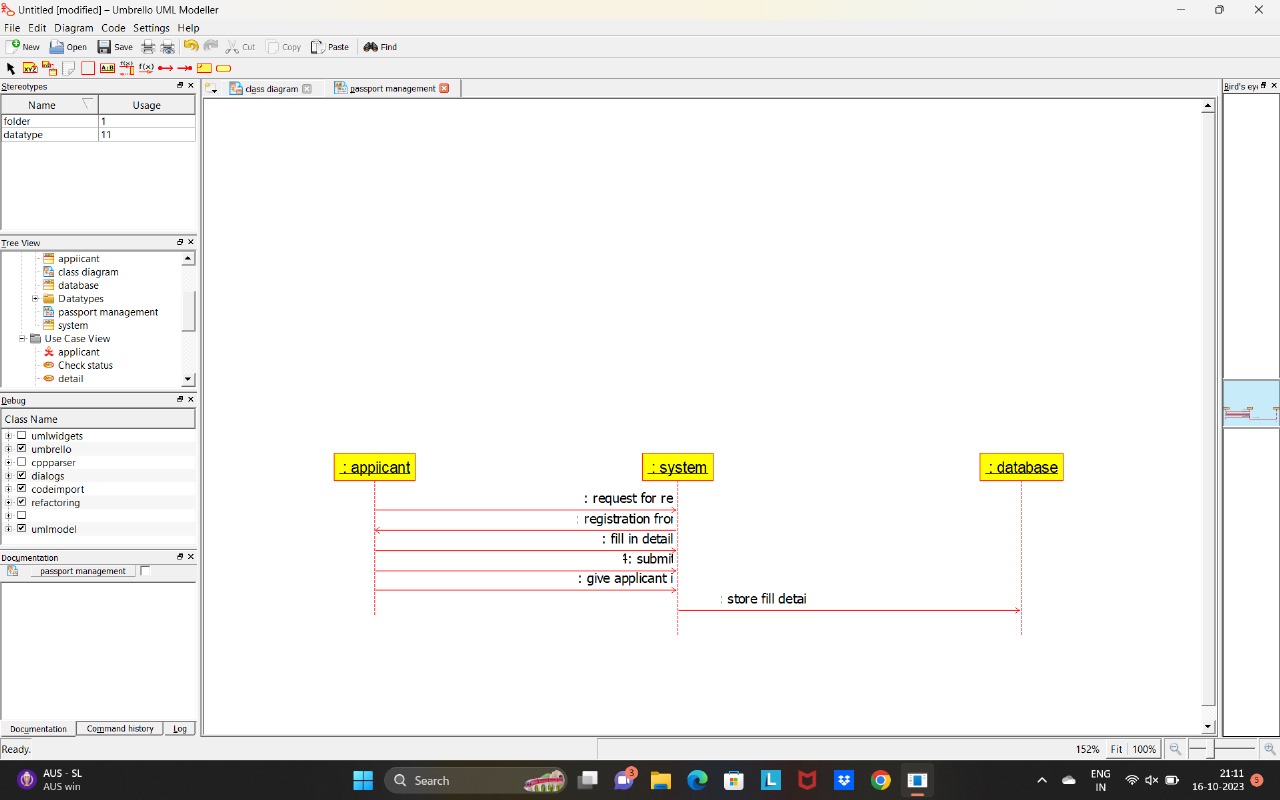 Untitled [modified] – Umbrello UML Modeller
File Edit Diagram Code Settings Help
New Open Save Cut Copy Paste Find
Stereotypes
Name Usage
folder 1
datatype 11
class diagram passport management
Bird's ey
Tree View
appiicant
class diagram
database
Datatypes
passport management
system
Use Case View
applicant
Check status
detail
Debug
Class Name
umlwidgets
umbrello
cppparser
dialogs
codeimport
refactoring
umlmodel
Documentation
passport management
Documentation Command history Log
: appiicant : system : database
: request for re
: registration fror
: fill in detail
4: submit
: give applicant i
: store fill detai
Ready.
152% Fit 100%
AUS - SL
AUS win
Search
3
ENG
IN
21:11
16-10-2023
5